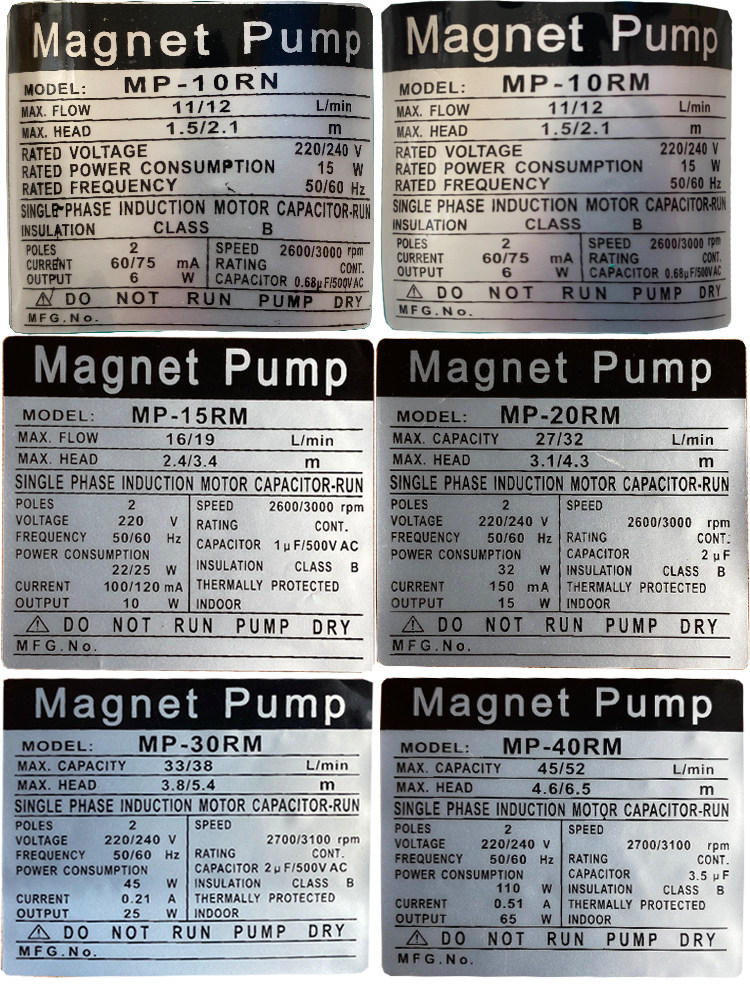 Magnet Pump
MODEL: MP-10RN
MAX. FLOW 11/12 L/min
MAX. HEAD 1.5/2.1 m
RATED VOLTAGE 220/240 V
RATED POWER CONSUMPTION 15 W
RATED FREQUENCY 50/60 Hz
SINGLE PHASE INDUCTION MOTOR CAPACITOR-RUN
INSULATION CLASS B
POLES 2 SPEED 2600/3000 rpm
CURRENT 60/75 mA RATING CONT.
OUTPUT 6 W CAPACITOR 0.68μF/500VAC
⚠ DO NOT RUN PUMP DRY
MFG.No.
Magnet Pump
MODEL: MP-10RM
MAX. FLOW 11/12 L/min
MAX. HEAD 1.5/2.1 m
RATED VOLTAGE 220/240 V
RATED POWER CONSUMPTION 15 W
RATED FREQUENCY 50/60 Hz
SINGLE PHASE INDUCTION MOTOR CAPACITOR-RUN
INSULATION CLASS B
POLES 2 SPEED 2600/3000 rpm
CURRENT 60/75 mA RATING CONT.
OUTPUT 6 W CAPACITOR 0.68μF/500VAC
⚠ DO NOT RUN PUMP DRY
MFG.No.
Magnet Pump
MODEL: MP-15RM
MAX. FLOW 16/19 L/min
MAX. HEAD 2.4/3.4 m
SINGLE PHASE INDUCTION MOTOR CAPACITOR-RUN
POLES 2 SPEED 2600/3000 rpm
VOLTAGE 220 V RATING CONT.
FREQUENCY 50/60 Hz CAPACITOR 1μF/500V AC
POWER CONSUMPTION INSULATION CLASS B
22/25 W
CURRENT 100/120 mA THERMALLY PROTECTED
OUTPUT 10 W INDOOR
⚠ DO NOT RUN PUMP DRY
MFG.No.
Magnet Pump
MODEL: MP-20RM
MAX. CAPACITY 27/32 L/min
MAX. HEAD 3.1/4.3 m
SINGLE PHASE INDUCTION MOTOR CAPACITOR-RUN
POLES 2 SPEED
VOLTAGE 220/240 V 2600/3000 rpm
FREQUENCY 50/60 Hz RATING CONT.
POWER CONSUMPTION CAPACITOR 2μF
32 W INSULATION CLASS B
CURRENT 150 mA THERMALLY PROTECTED
OUTPUT 15 W INDOOR
⚠ DO NOT RUN PUMP DRY
MFG.No.
Magnet Pump
MODEL: MP-30RM
MAX. CAPACITY 33/38 L/min
MAX. HEAD 3.8/5.4 m
SINGLE PHASE INDUCTION MOTOR CAPACITOR-RUN
POLES 2 SPEED
VOLTAGE 220/240 V 2700/3100 rpm
FREQUENCY 50/60 Hz RATING CONT.
POWER CONSUMPTION CAPACITOR 2μF/500V AC
45 W INSULATION CLASS B
CURRENT 0.21 A THERMALLY PROTECTED
OUTPUT 25 W INDOOR
⚠ DO NOT RUN PUMP DRY
MFG.No.
Magnet Pump
MODEL: MP-40RM
MAX. CAPACITY 45/52 L/min
MAX. HEAD 4.6/6.5 m
SINGLE PHASE INDUCTION MOTOR CAPACITOR-RUN
POLES 2 SPEED
VOLTAGE 220/240 V 2700/3100 rpm
FREQUENCY 50/60 Hz RATING CONT.
POWER CONSUMPTION CAPACITOR 3.5 μF
110 W INSULATION CLASS B
CURRENT 0.51 A THERMALLY PROTECTED
OUTPUT 65 W INDOOR
⚠ DO NOT RUN PUMP DRY
MFG.No.